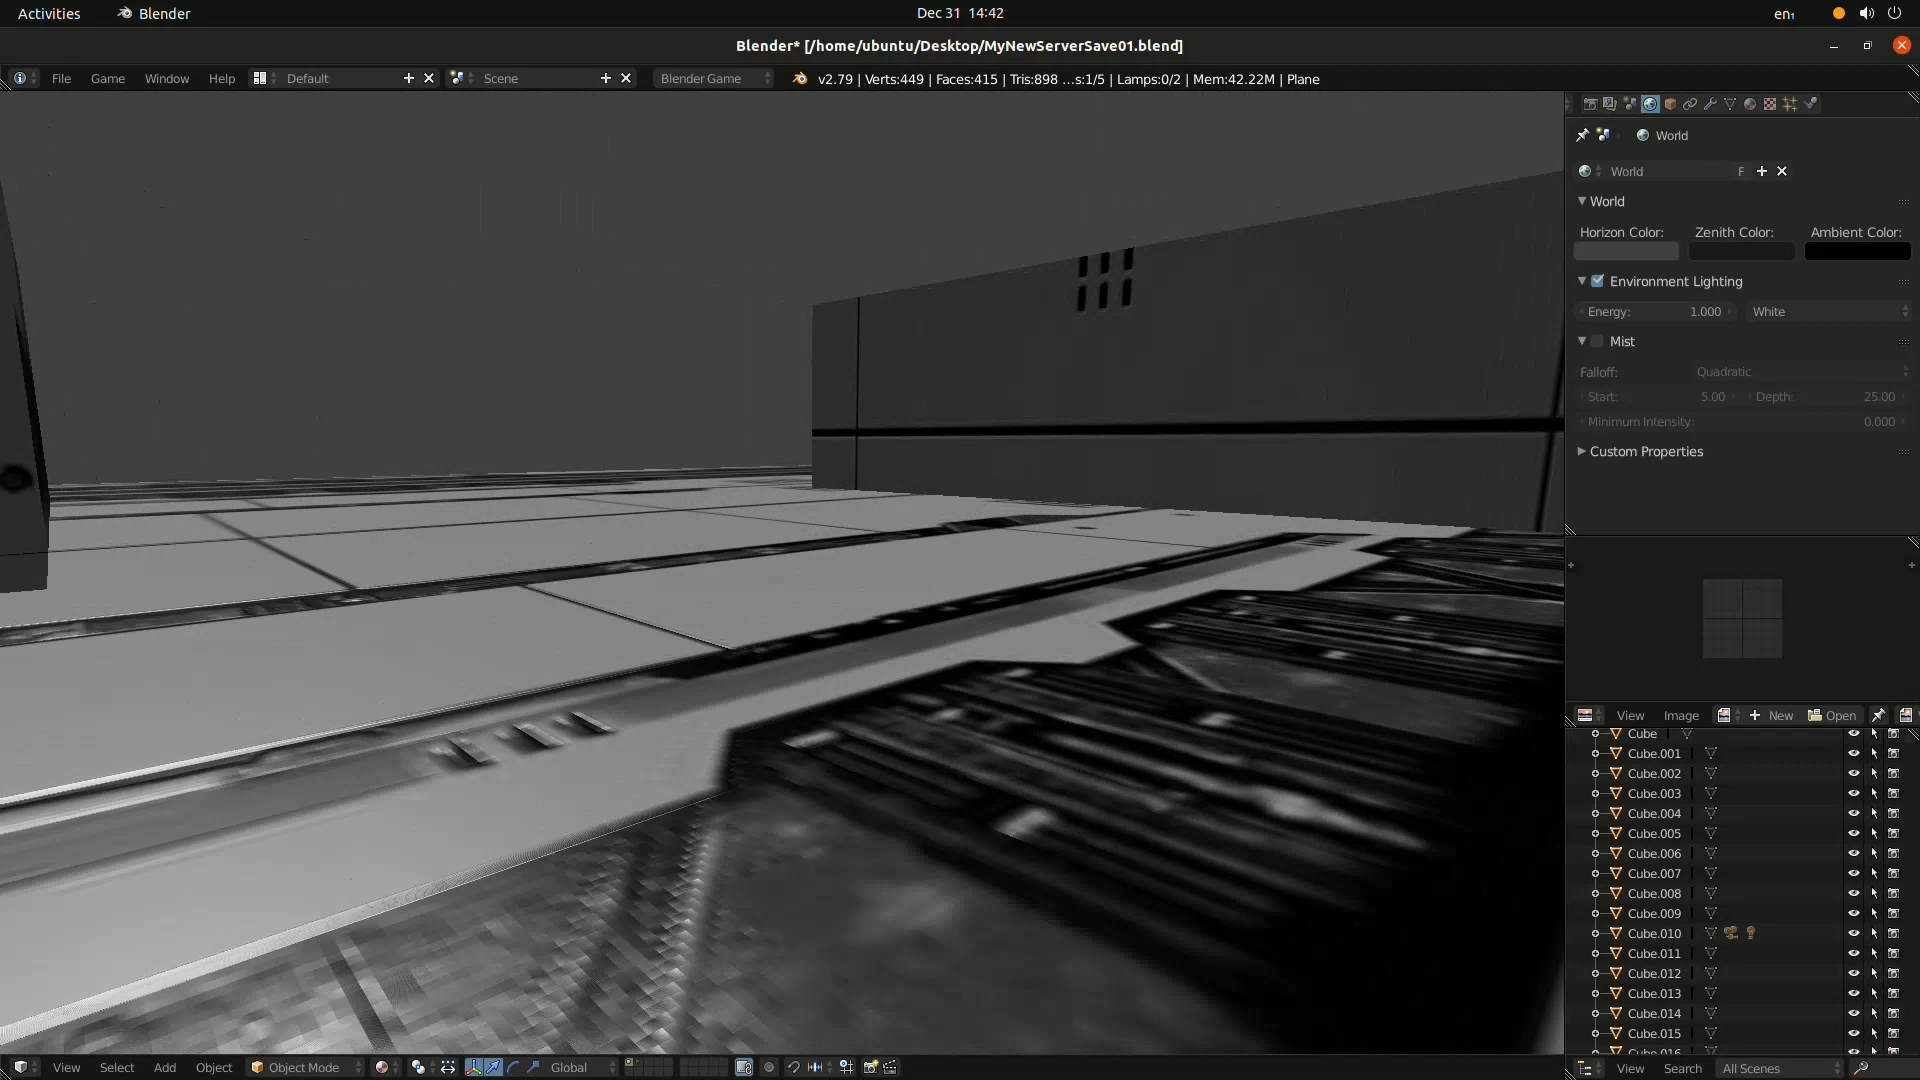 Activities Blender Dec 31 14:42 en₁
Blender* [/home/ubuntu/Desktop/MyNewServerSave01.blend]
File Game Window Help Default Scene Blender Game v2.79 | Verts:449 | Faces:415 | Tris:898 ...s:1/5 | Lamps:0/2 | Mem:42.22M | Plane
World
World F
World
Horizon Color: Zenith Color: Ambient Color:
Environment Lighting
Energy: 1.000 White
Mist
Falloff: Quadratic
Start: 5.00 Depth: 25.00
Minimum Intensity: 0.000
Custom Properties
View Image New Open
Cube
Cube.001
Cube.002
Cube.003
Cube.004
Cube.005
Cube.006
Cube.007
Cube.008
Cube.009
Cube.010
Cube.011
Cube.012
Cube.013
Cube.014
Cube.015
Cube.016
View Search All Scenes
View Select Add Object Object Mode Global